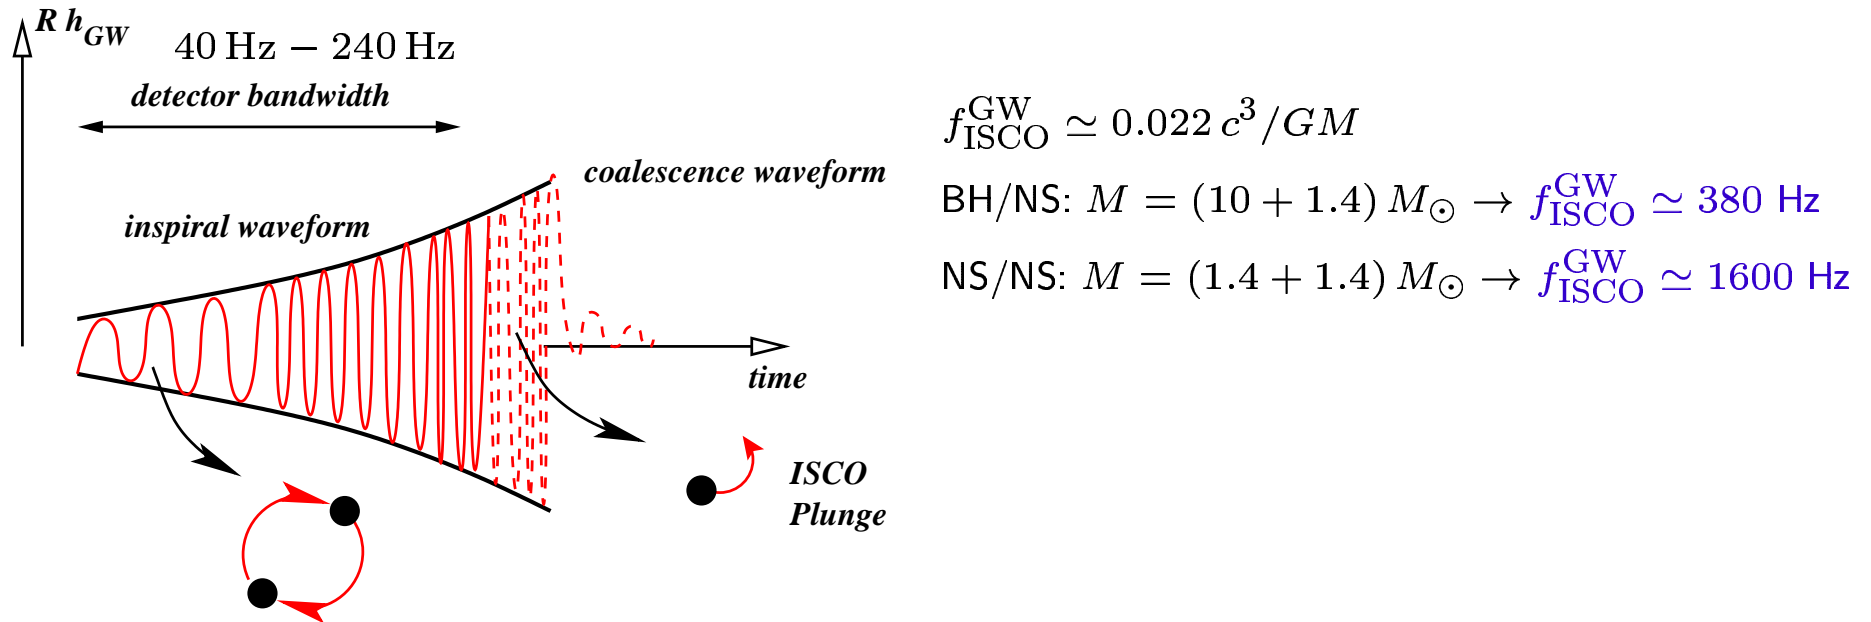 R h_GW
40 Hz − 240 Hz
detector bandwidth
coalescence waveform
inspiral waveform
time
ISCO
Plunge
f_ISCO^GW ≃ 0.022 c³/GM
BH/NS: M = (10 + 1.4) M_⊙ → f_ISCO^GW ≃ 380 Hz
NS/NS: M = (1.4 + 1.4) M_⊙ → f_ISCO^GW ≃ 1600 Hz